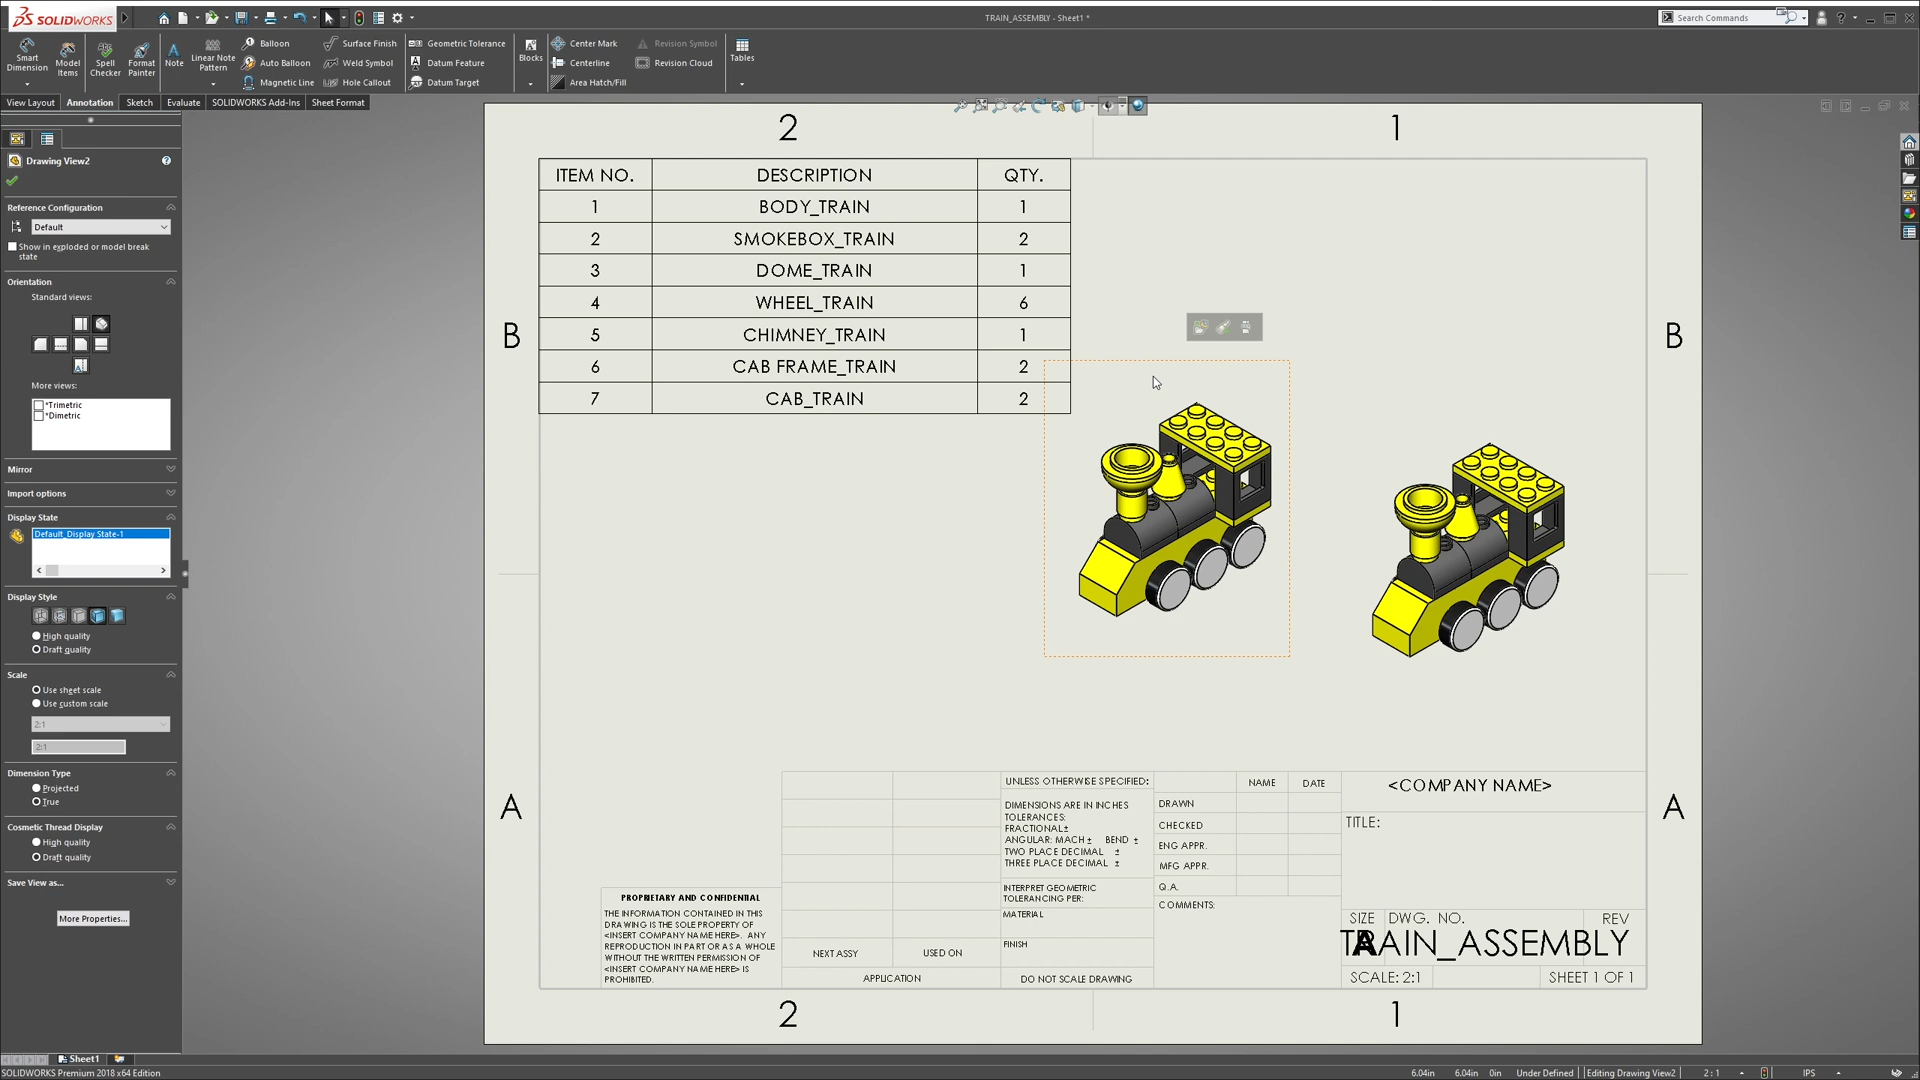 SOLIDWORKS
TRAIN_ASSEMBLY - Sheet1 *
Search Commands
Smart Dimension
Model Items
Spell Checker
Format Painter
Note
Linear Note Pattern
Balloon
Auto Balloon
Magnetic Line
Surface Finish
Weld Symbol
Hole Callout
Geometric Tolerance
Datum Feature
Datum Target
Blocks
Center Mark
Centerline
Area Hatch/Fill
Revision Symbol
Revision Cloud
Tables
View Layout
Annotation
Sketch
Evaluate
SOLIDWORKS Add-Ins
Sheet Format
Drawing View2
Reference Configuration
Default
Show in exploded or model break
state
Orientation
Standard views:
More views:
*Trimetric
*Dimetric
Mirror
Import options
Display State
Default_Display State-1
Display Style
High quality
Draft quality
Scale
Use sheet scale
Use custom scale
2:1
2:1
Dimension Type
Projected
True
Cosmetic Thread Display
High quality
Draft quality
Save View as...
More Properties...
2
1
ITEM NO. DESCRIPTION QTY.
1 BODY_TRAIN 1
2 SMOKEBOX_TRAIN 2
3 DOME_TRAIN 1
4 WHEEL_TRAIN 6
5 CHIMNEY_TRAIN 1
6 CAB FRAME_TRAIN 2
7 CAB_TRAIN 2
B
B
A
A
PROPRIETARY AND CONFIDENTIAL
THE INFORMATION CONTAINED IN THIS
DRAWING IS THE SOLE PROPERTY OF
<INSERT COMPANY NAME HERE>. ANY
REPRODUCTION IN PART OR AS A WHOLE
WITHOUT THE WRITTEN PERMISSION OF
<INSERT COMPANY NAME HERE> IS
PROHIBITED.
NEXT ASSY
USED ON
APPLICATION
UNLESS OTHERWISE SPECIFIED:
DIMENSIONS ARE IN INCHES
TOLERANCES:
FRACTIONAL±
ANGULAR: MACH± BEND ±
TWO PLACE DECIMAL ±
THREE PLACE DECIMAL ±
INTERPRET GEOMETRIC
TOLERANCING PER:
MATERIAL
FINISH
DO NOT SCALE DRAWING
NAME
DATE
DRAWN
CHECKED
ENG APPR.
MFG APPR.
Q.A.
COMMENTS:
<COMPANY NAME>
TITLE:
SIZE
DWG. NO.
REV
A
TRAIN_ASSEMBLY
SCALE: 2:1
SHEET 1 OF 1
2
1
Sheet1
SOLIDWORKS Premium 2018 x64 Edition
6.04in
6.04in
0in
Under Defined
Editing Drawing View2
2 : 1
IPS